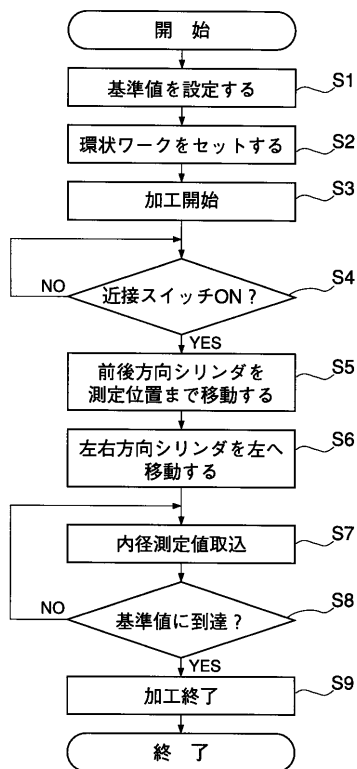 開 始
基準値を設定する
S1
環状ワークをセットする
S2
加工開始
S3
近接スイッチON？
S4
NO
YES
前後方向シリンダを
測定位置まで移動する
S5
左右方向シリンダを左へ
移動する
S6
内径測定値取込
S7
基準値に到達？
S8
NO
YES
加工終了
S9
終 了